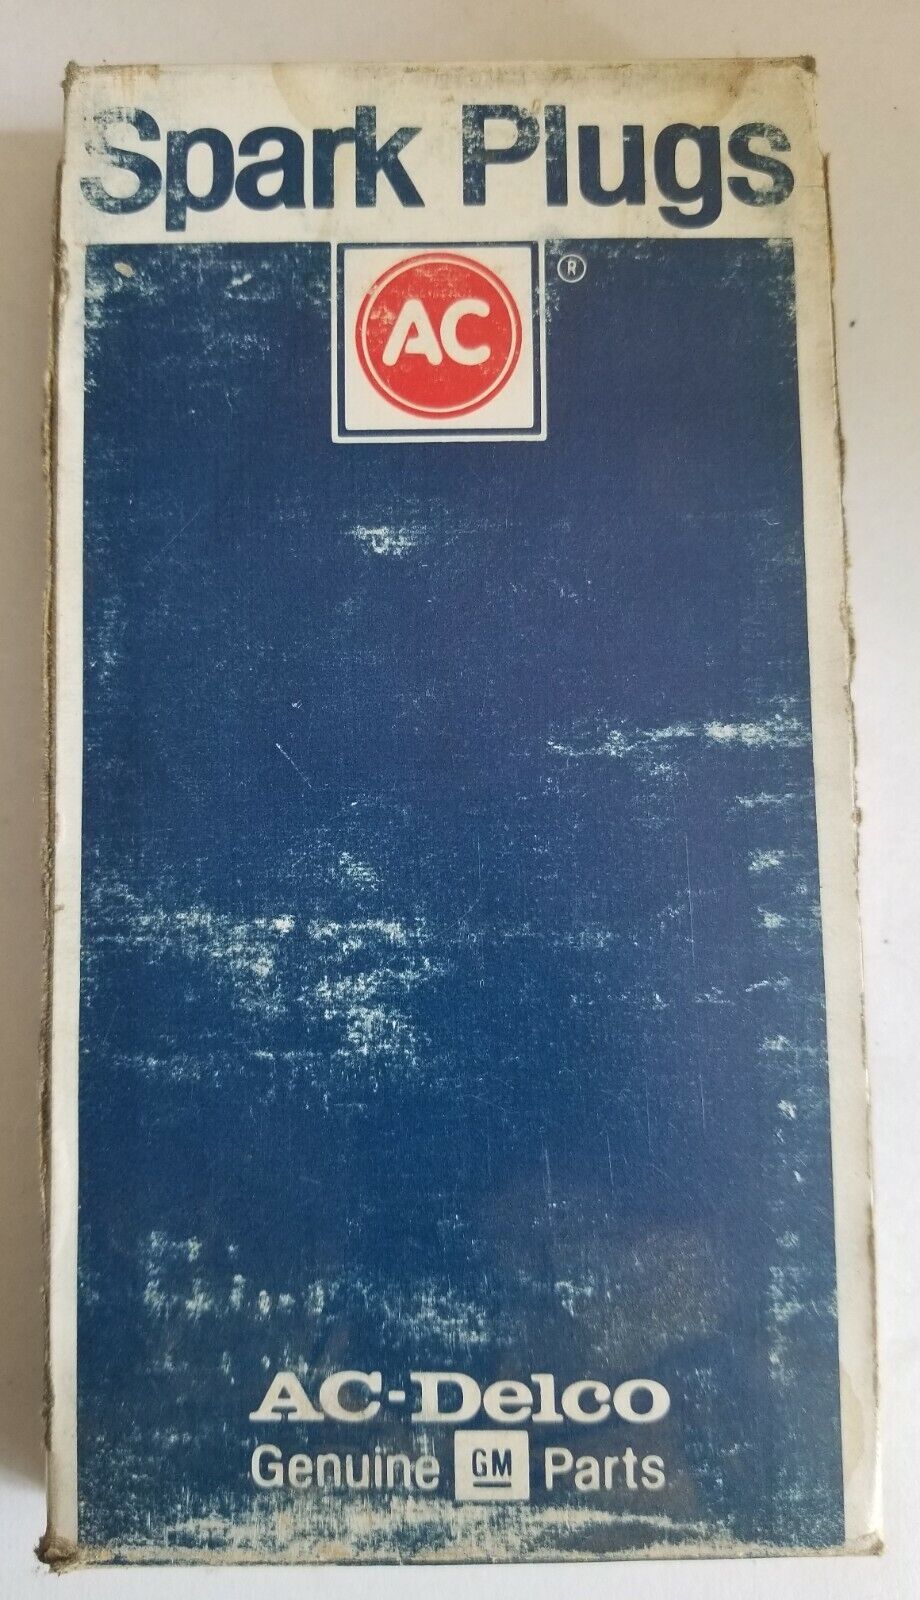 Spark Plugs
AC ®
AC-Delco
Genuine GM Parts